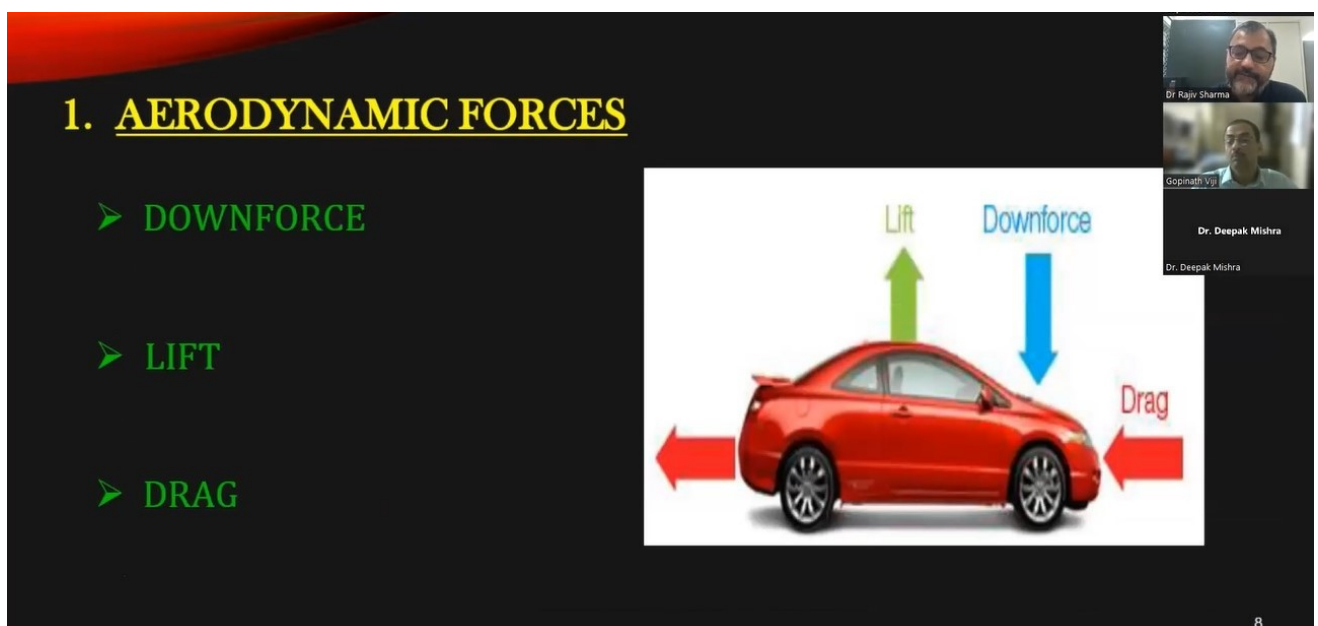 1. AERODYNAMIC FORCES
➢ DOWNFORCE
➢ LIFT
➢ DRAG
Lift
Downforce
Drag
Dr Rajiv Sharma
Gopinath Viji
Dr. Deepak Mishra
Dr. Deepak Mishra
8